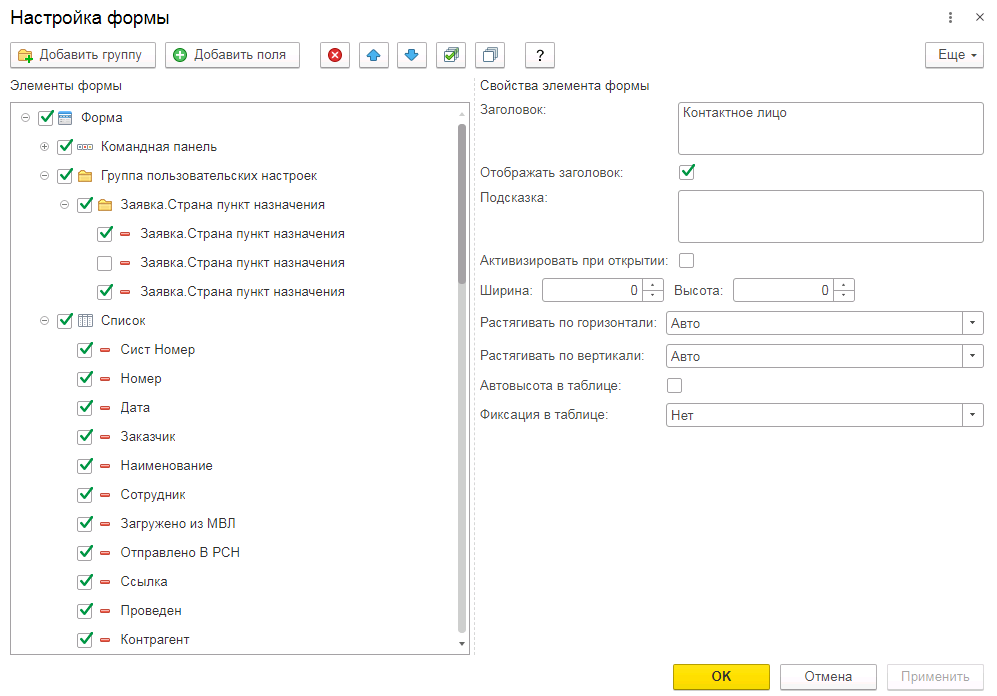 Настройка формы
Добавить группу
Добавить поля
?
Еще
Элементы формы
Форма
Командная панель
Группа пользовательских настроек
Заявка.Страна пункт назначения
Заявка.Страна пункт назначения
Заявка.Страна пункт назначения
Заявка.Страна пункт назначения
Список
Сист Номер
Номер
Дата
Заказчик
Наименование
Сотрудник
Загружено из МВЛ
Отправлено В РСН
Ссылка
Проведен
Контрагент
Свойства элемента формы
Заголовок:
Контактное лицо
Отображать заголовок:
Подсказка:
Активизировать при открытии:
Ширина: 0 Высота: 0
Растягивать по горизонтали: Авто
Растягивать по вертикали: Авто
Автовысота в таблице:
Фиксация в таблице: Нет
ОК
Отмена
Применить